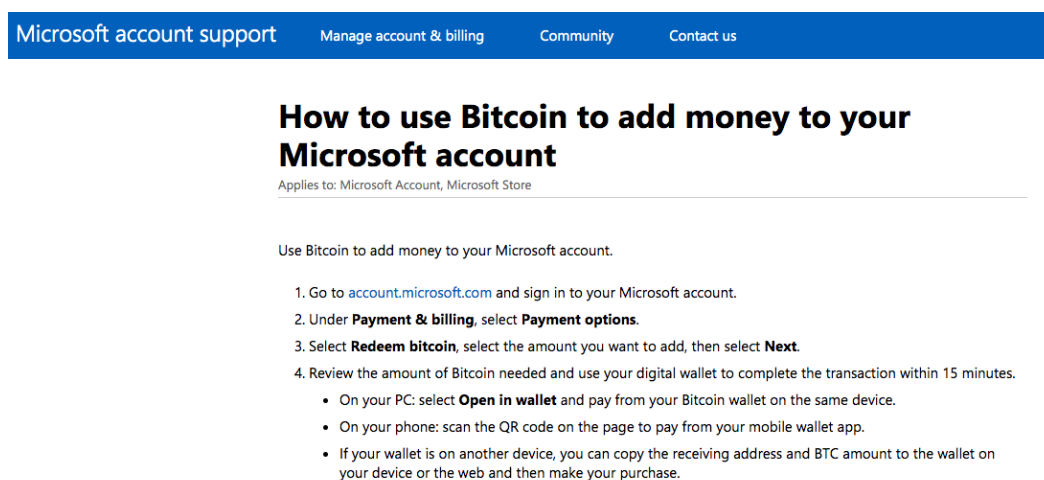 Microsoft account support Manage account & billing Community Contact us
How to use Bitcoin to add money to your
Microsoft account
Applies to: Microsoft Account, Microsoft Store
Use Bitcoin to add money to your Microsoft account.
1. Go to account.microsoft.com and sign in to your Microsoft account.
2. Under Payment & billing, select Payment options.
3. Select Redeem bitcoin, select the amount you want to add, then select Next.
4. Review the amount of Bitcoin needed and use your digital wallet to complete the transaction within 15 minutes.
• On your PC: select Open in wallet and pay from your Bitcoin wallet on the same device.
• On your phone: scan the QR code on the page to pay from your mobile wallet app.
• If your wallet is on another device, you can copy the receiving address and BTC amount to the wallet on
your device or the web and then make your purchase.